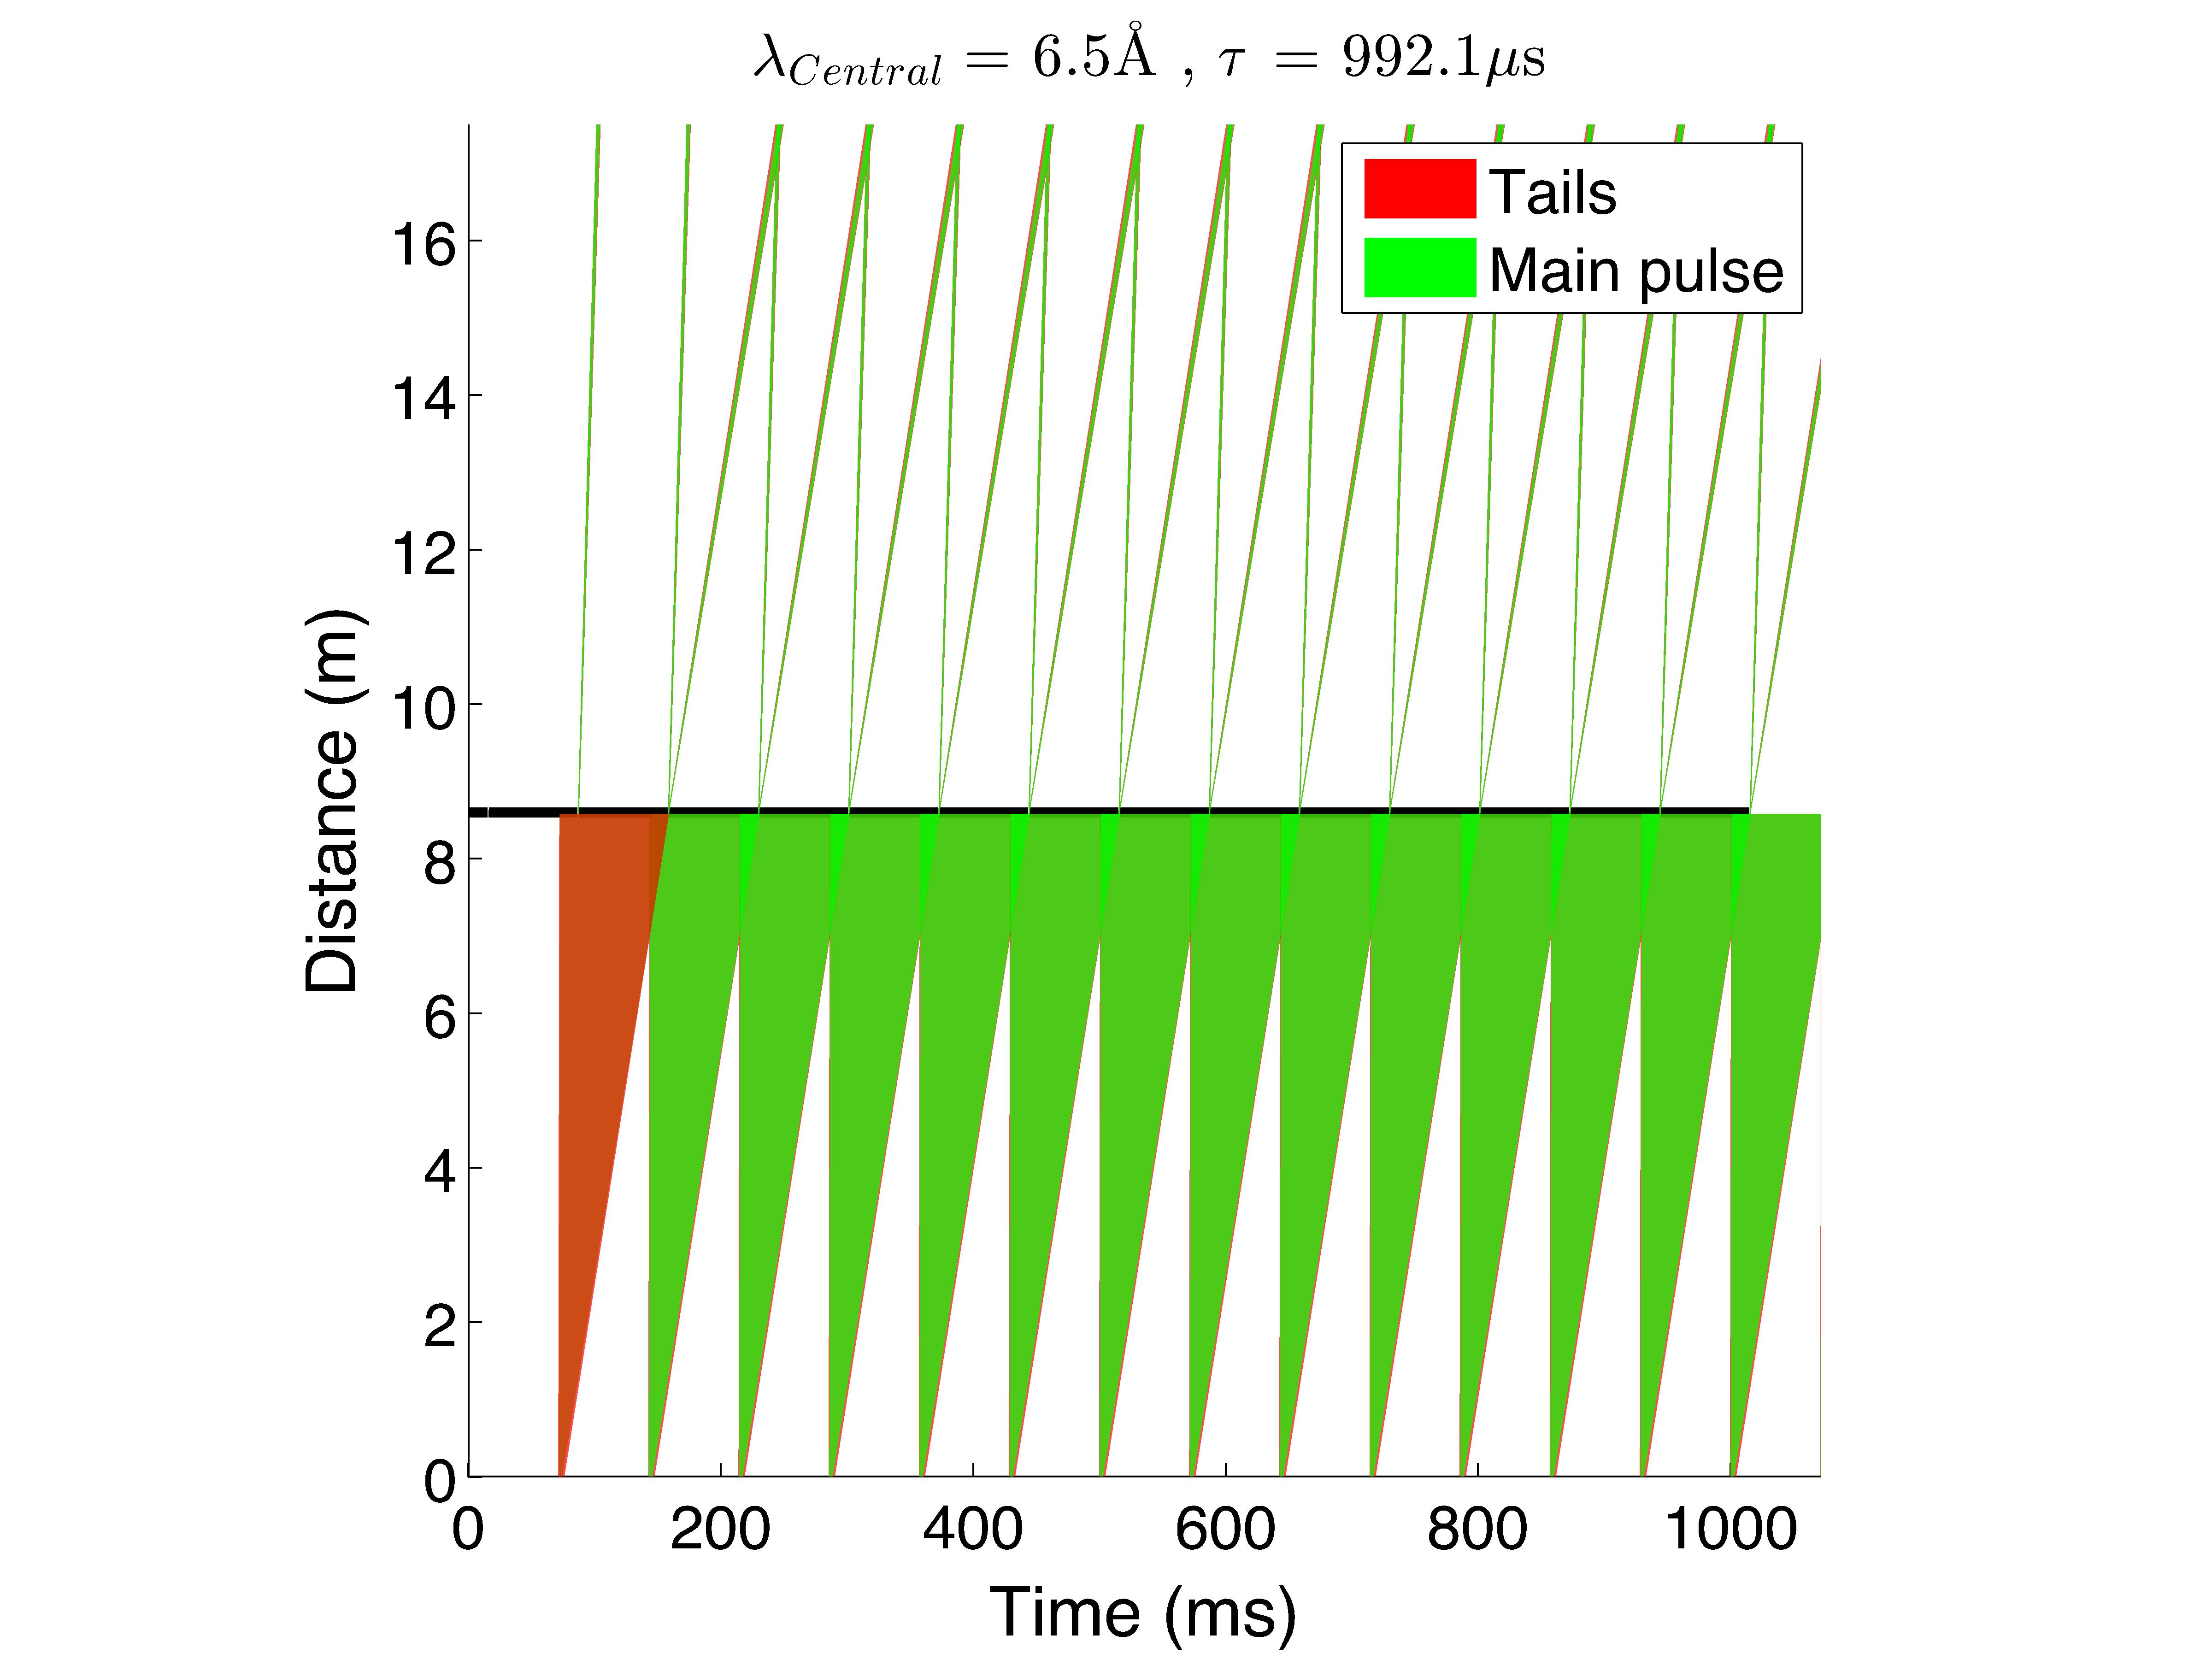 λCentral = 6.5Å , τ = 992.1μs
Tails
Main pulse
16
14
12
10
8
6
4
2
0
Distance (m)
0 200 400 600 800 1000
Time (ms)